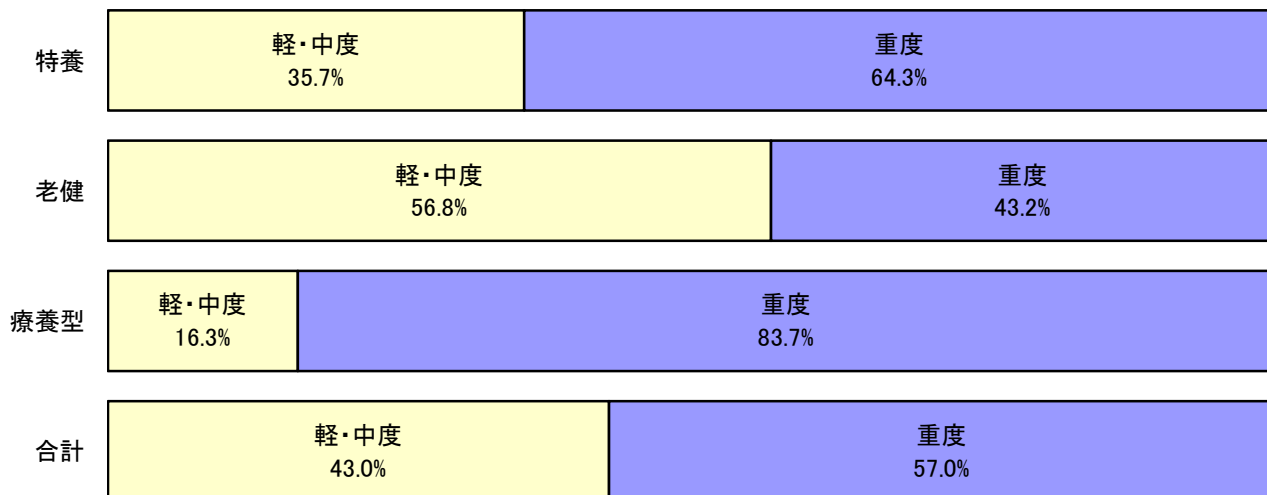 特養
軽・中度
35.7%
重度
64.3%
老健
軽・中度
56.8%
重度
43.2%
療養型
軽・中度
16.3%
重度
83.7%
合計
軽・中度
43.0%
重度
57.0%